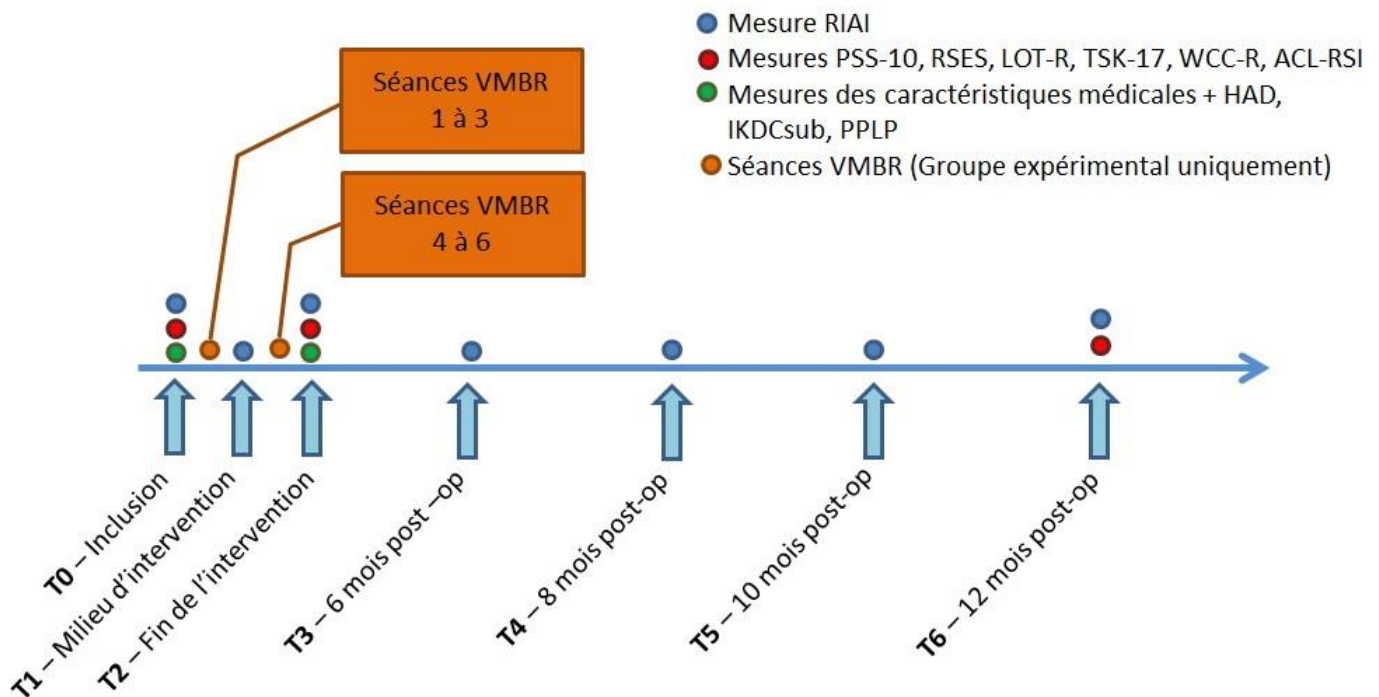 Mesure RIAI
Mesures PSS-10, RSES, LOT-R, TSK-17, WCC-R, ACL-RSI
Mesures des caractéristiques médicales + HAD,
IKDCsub, PPLP
Séances VMBR (Groupe expérimental uniquement)
Séances VMBR
1 à 3
Séances VMBR
4 à 6
T0 – Inclusion
T1 – Milieu d’intervention
T2 – Fin de l’intervention
T3 – 6 mois post –op
T4 – 8 mois post-op
T5 – 10 mois post-op
T6 – 12 mois post-op